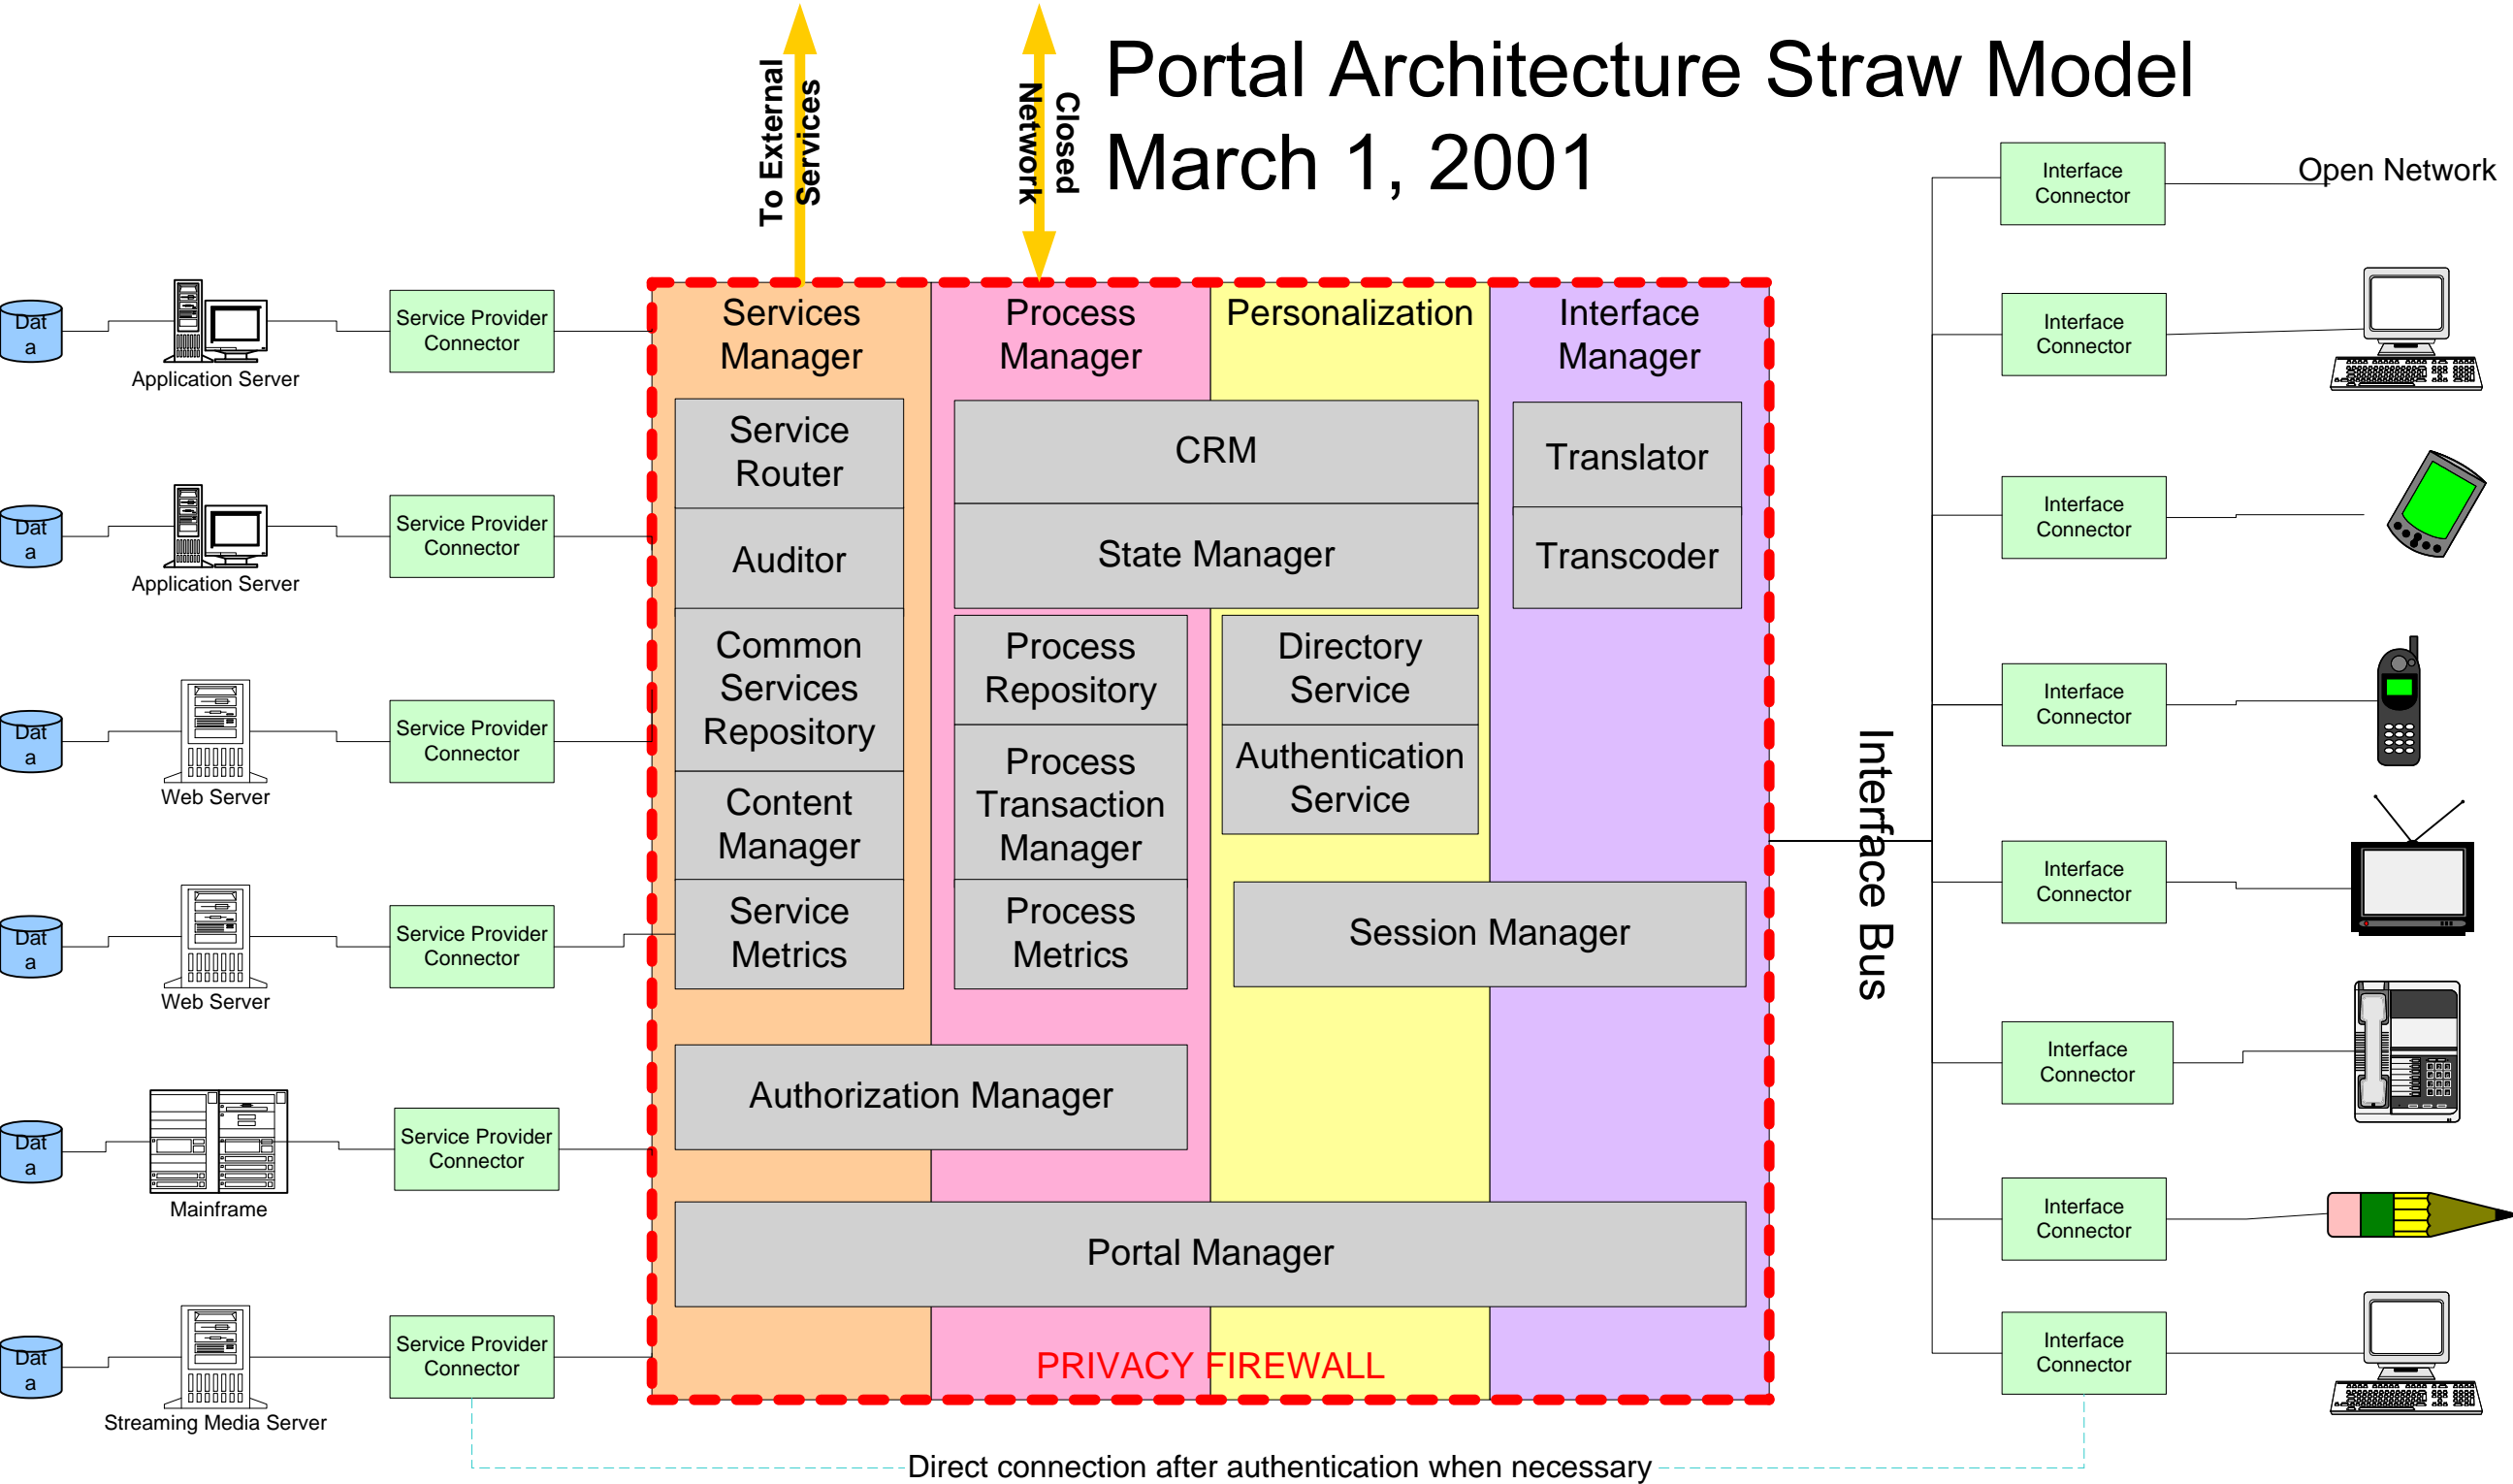 Portal Architecture Straw Model
March 1, 2001
To External
Services
Closed
Network
Open Network
Dat
a
Application Server
Service Provider
Connector
Dat
a
Application Server
Service Provider
Connector
Dat
a
Web Server
Service Provider
Connector
Dat
a
Web Server
Service Provider
Connector
Dat
a
Mainframe
Service Provider
Connector
Dat
a
Streaming Media Server
Service Provider
Connector
Services
Manager
Service
Router
Auditor
Common
Services
Repository
Content
Manager
Service
Metrics
Process
Manager
Personalization
CRM
State Manager
Process
Repository
Process
Transaction
Manager
Process
Metrics
Directory
Service
Authentication
Service
Interface
Manager
Translator
Transcoder
Session Manager
Authorization Manager
Portal Manager
PRIVACY FIREWALL
Interface Bus
Interface
Connector
Interface
Connector
Interface
Connector
Interface
Connector
Interface
Connector
Interface
Connector
Interface
Connector
Interface
Connector
Direct connection after authentication when necessary